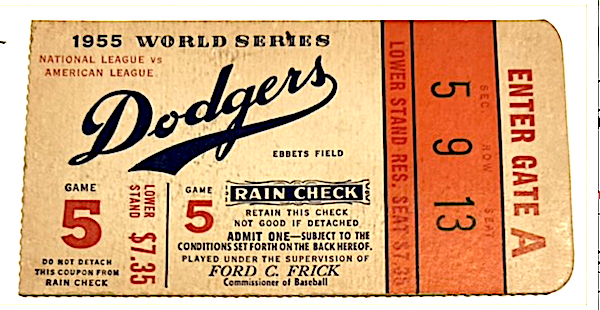 1955 WORLD SERIES
NATIONAL LEAGUE VS
AMERICAN LEAGUE
Dodgers
EBBETS FIELD
GAME
5
DO NOT DETACH
THIS COUPON FROM
RAIN CHECK
LOWER
STAND $7.35
GAME
5
RAIN CHECK
RETAIN THIS CHECK
NOT GOOD IF DETACHED
ADMIT ONE—SUBJECT TO THE
CONDITIONS SET FORTH ON THE BACK HEREOF.
PLAYED UNDER THE SUPERVISION OF
FORD C. FRICK
Commissioner of Baseball
LOWER STAND RES. SEAT $7.35
5 9 13
SEC. ROW SEAT
ENTER GATE A